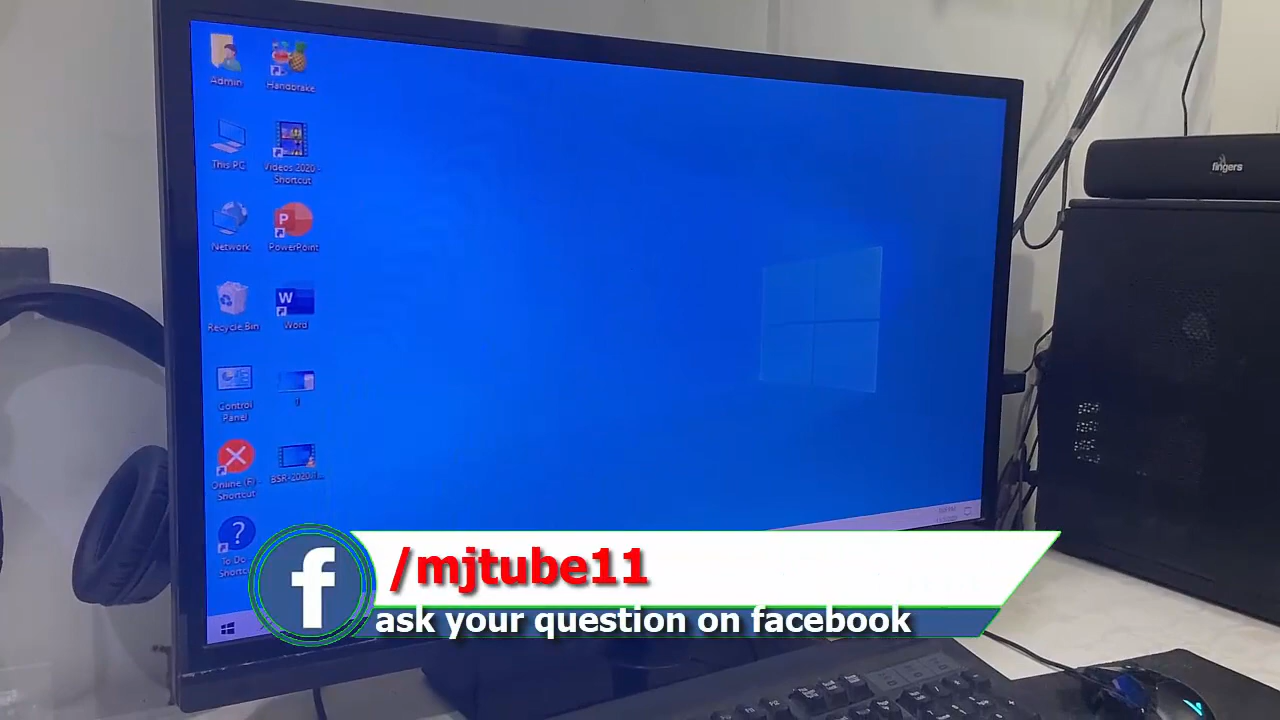 Admin
Handbrake
This PC
Videos 2020 -
Shortcut
Network
P
PowerPoint
Recycle Bin
W
Word
Control
Panel
Online (F) -
Shortcut
?
To Do
fingers
f
/mjtube11
ask your question on facebook